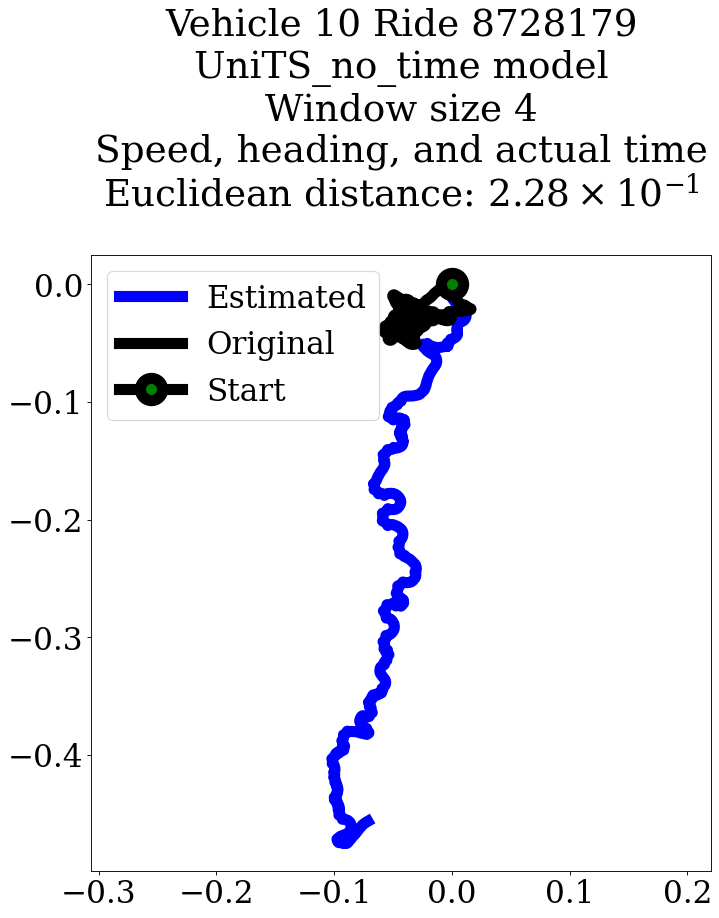 Vehicle 10 Ride 8728179
UniTS_no_time model
Window size 4
Speed, heading, and actual time
Euclidean distance: 2.28 × 10⁻¹
Estimated
Original
Start
0.0
−0.1
−0.2
−0.3
−0.4
−0.3 −0.2 −0.1 0.0 0.1 0.2